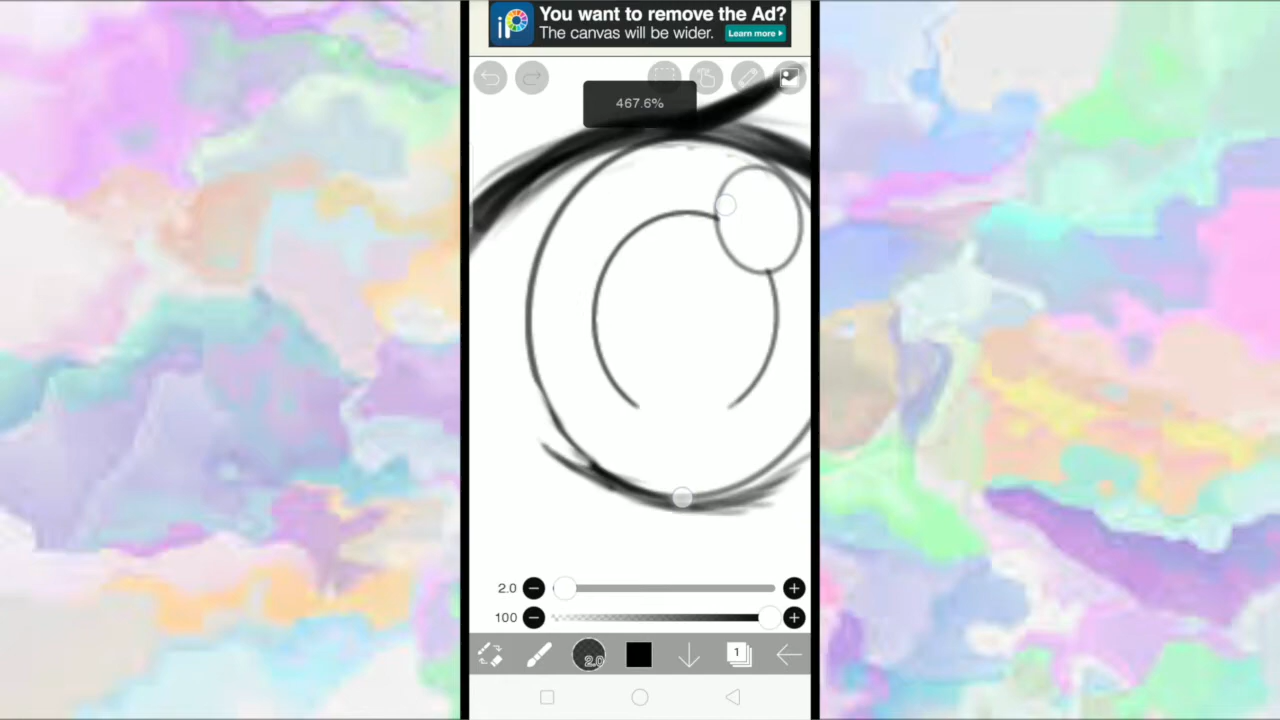 iP
You want to remove the Ad?
The canvas will be wider.
Learn more
467.6%
2.0
100
2.0
1